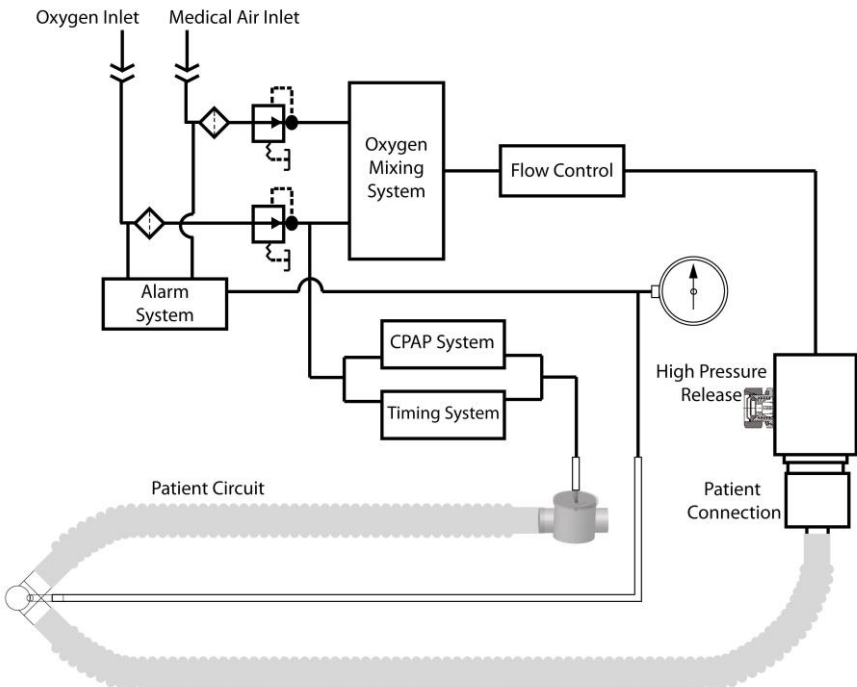 Oxygen Inlet
Medical Air Inlet
Oxygen
Mixing
System
Flow Control
Alarm
System
CPAP System
Timing System
High Pressure
Release
Patient Circuit
Patient
Connection